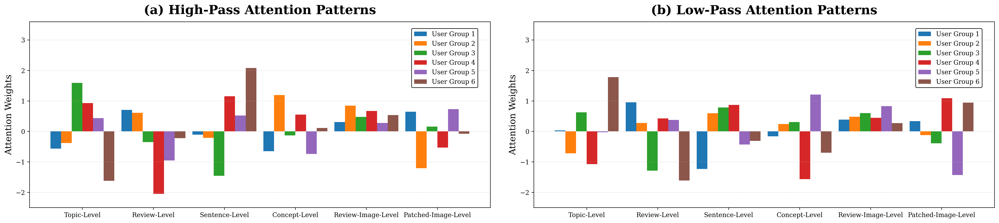 (a) High-Pass Attention Patterns
Attention Weights
3
2
1
0
−1
−2
User Group 1
User Group 2
User Group 3
User Group 4
User Group 5
User Group 6
Topic-Level
Review-Level
Sentence-Level
Concept-Level
Review-Image-Level
Patched-Image-Level
(b) Low-Pass Attention Patterns
Attention Weights
3
2
1
0
−1
−2
User Group 1
User Group 2
User Group 3
User Group 4
User Group 5
User Group 6
Topic-Level
Review-Level
Sentence-Level
Concept-Level
Review-Image-Level
Patched-Image-Level